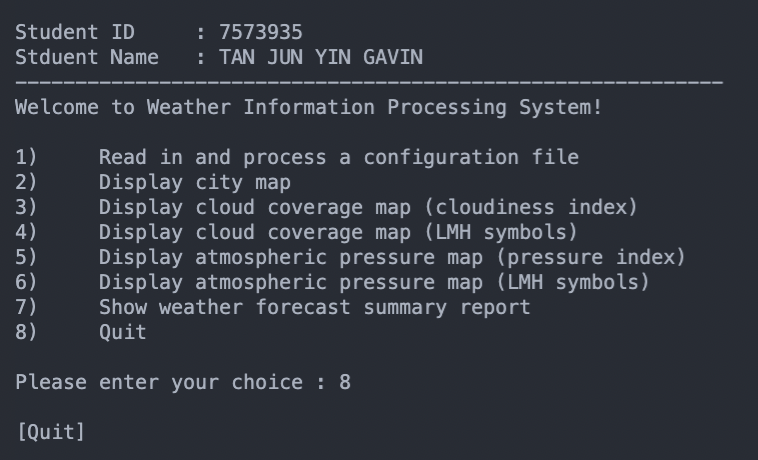 Student ID     : 7573935
Stduent Name   : TAN JUN YIN GAVIN
-----------------------------------------------------------
Welcome to Weather Information Processing System!
1)     Read in and process a configuration file
2)     Display city map
3)     Display cloud coverage map (cloudiness index)
4)     Display cloud coverage map (LMH symbols)
5)     Display atmospheric pressure map (pressure index)
6)     Display atmospheric pressure map (LMH symbols)
7)     Show weather forecast summary report
8)     Quit
Please enter your choice : 8
[Quit]